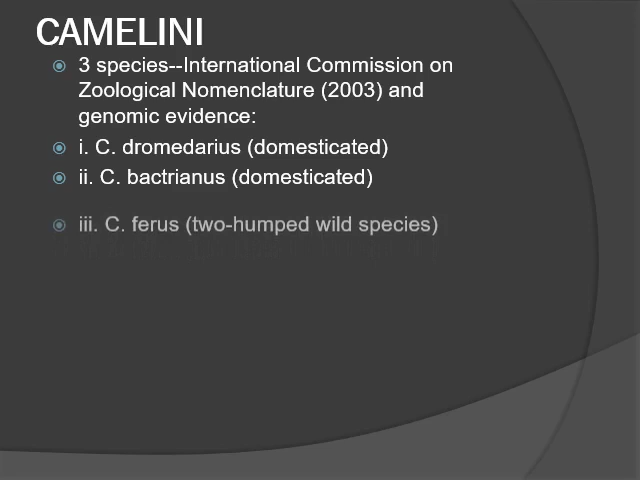 CAMELINI
3 species--International Commission on
Zoological Nomenclature (2003) and
genomic evidence:
i. C. dromedarius (domesticated)
ii. C. bactrianus (domesticated)
iii. C. ferus (two-humped wild species)